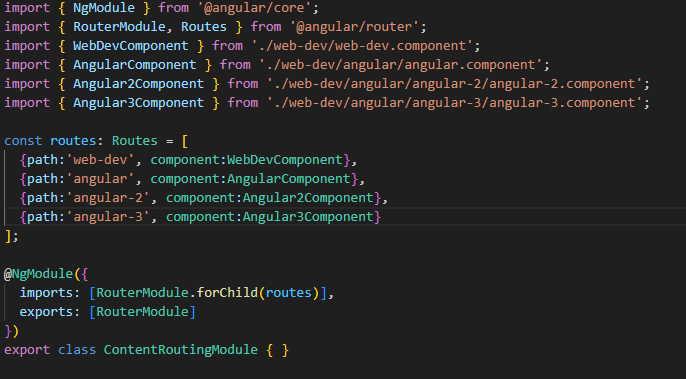 import { NgModule } from '@angular/core';
import { RouterModule, Routes } from '@angular/router';
import { WebDevComponent } from './web-dev/web-dev.component';
import { AngularComponent } from './web-dev/angular/angular.component';
import { Angular2Component } from './web-dev/angular/angular-2/angular-2.component';
import { Angular3Component } from './web-dev/angular/angular-3/angular-3.component';
const routes: Routes = [
{path:'web-dev', component:WebDevComponent},
{path:'angular', component:AngularComponent},
{path:'angular-2', component:Angular2Component},
{path:'angular-3', component:Angular3Component}
];
@NgModule({
imports: [RouterModule.forChild(routes)],
exports: [RouterModule]
})
export class ContentRoutingModule { }